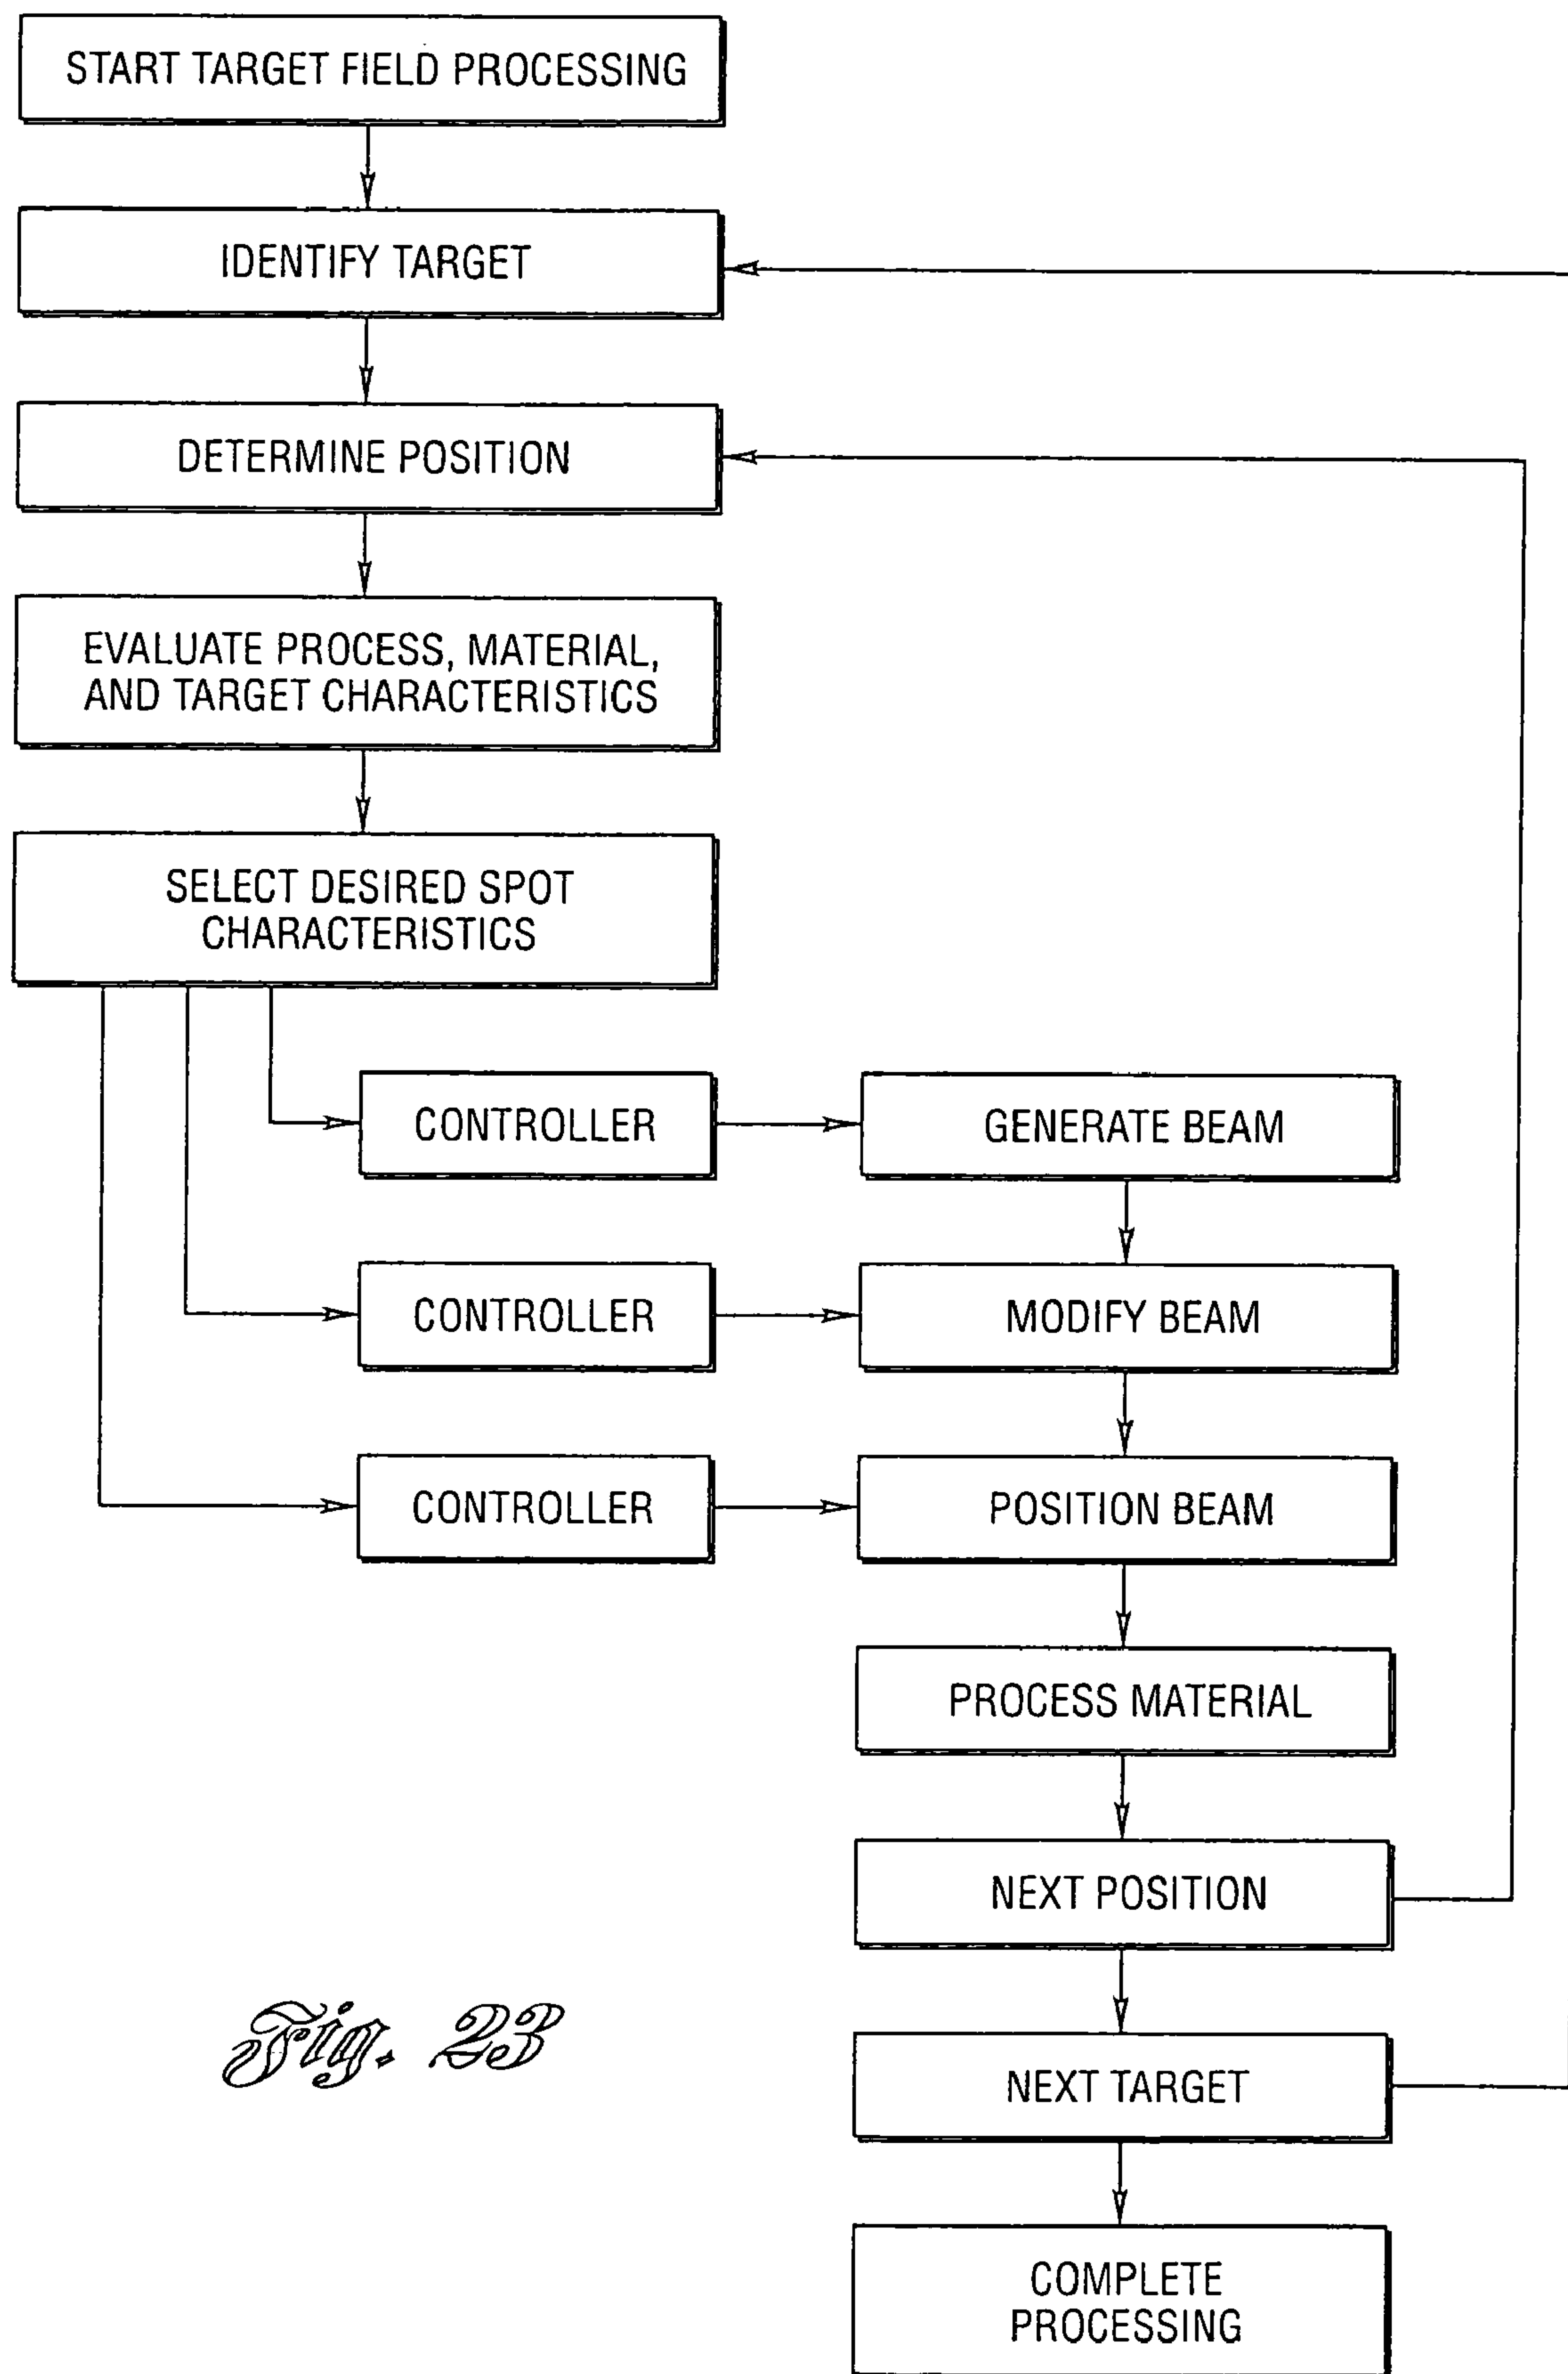 START TARGET FIELD PROCESSING
IDENTIFY TARGET
DETERMINE POSITION
EVALUATE PROCESS, MATERIAL,
AND TARGET CHARACTERISTICS
SELECT DESIRED SPOT
CHARACTERISTICS
CONTROLLER
GENERATE BEAM
CONTROLLER
MODIFY BEAM
CONTROLLER
POSITION BEAM
PROCESS MATERIAL
NEXT POSITION
NEXT TARGET
COMPLETE
PROCESSING
Fig. 23